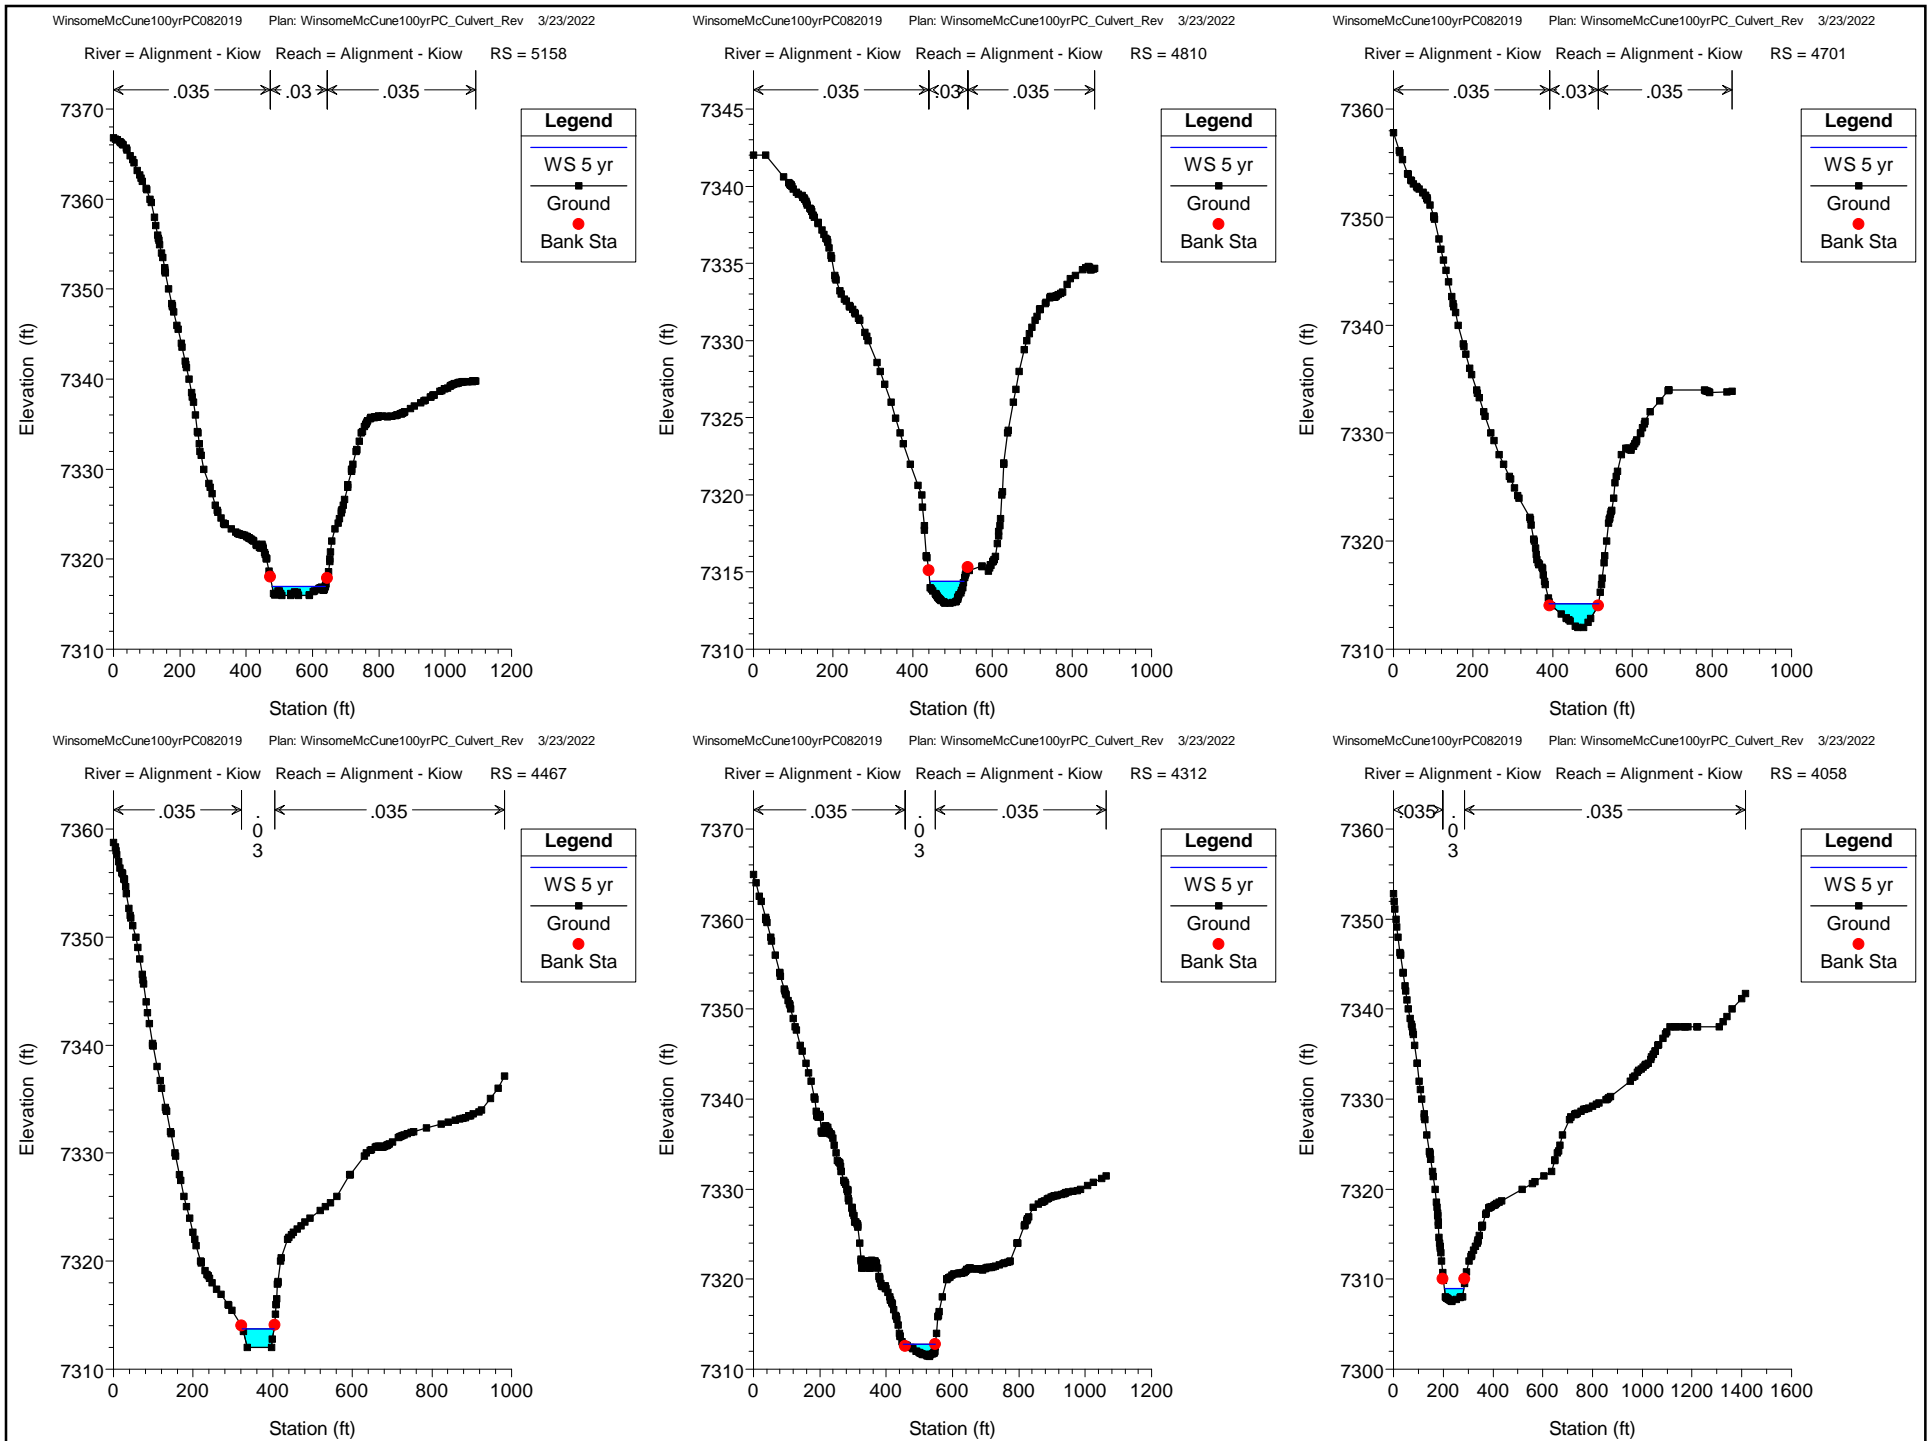 WinsomeMcCune100yrPC082019 Plan: WinsomeMcCune100yrPC_Culvert_Rev 3/23/2022
River = Alignment - Kiow Reach = Alignment - Kiow RS = 5158
.035 .03 .035
7370
7360
7350
7340
7330
7320
7310
Elevation (ft)
0 200 400 600 800 1000 1200
Station (ft)
Legend
WS 5 yr
Ground
Bank Sta
WinsomeMcCune100yrPC082019 Plan: WinsomeMcCune100yrPC_Culvert_Rev 3/23/2022
River = Alignment - Kiow Reach = Alignment - Kiow RS = 4810
.035 .03 .035
7345
7340
7335
7330
7325
7320
7315
7310
Elevation (ft)
0 200 400 600 800 1000
Station (ft)
Legend
WS 5 yr
Ground
Bank Sta
WinsomeMcCune100yrPC082019 Plan: WinsomeMcCune100yrPC_Culvert_Rev 3/23/2022
River = Alignment - Kiow Reach = Alignment - Kiow RS = 4701
.035 .03 .035
7360
7350
7340
7330
7320
7310
Elevation (ft)
0 200 400 600 800 1000
Station (ft)
Legend
WS 5 yr
Ground
Bank Sta
WinsomeMcCune100yrPC082019 Plan: WinsomeMcCune100yrPC_Culvert_Rev 3/23/2022
River = Alignment - Kiow Reach = Alignment - Kiow RS = 4467
.035 .03 .035
7360
7350
7340
7330
7320
7310
Elevation (ft)
0 200 400 600 800 1000
Station (ft)
Legend
WS 5 yr
Ground
Bank Sta
WinsomeMcCune100yrPC082019 Plan: WinsomeMcCune100yrPC_Culvert_Rev 3/23/2022
River = Alignment - Kiow Reach = Alignment - Kiow RS = 4312
.035 .03 .035
7370
7360
7350
7340
7330
7320
7310
Elevation (ft)
0 200 400 600 800 1000 1200
Station (ft)
Legend
WS 5 yr
Ground
Bank Sta
WinsomeMcCune100yrPC082019 Plan: WinsomeMcCune100yrPC_Culvert_Rev 3/23/2022
River = Alignment - Kiow Reach = Alignment - Kiow RS = 4058
.035 .03 .035
7360
7350
7340
7330
7320
7310
7300
Elevation (ft)
0 200 400 600 800 1000 1200 1400 1600
Station (ft)
Legend
WS 5 yr
Ground
Bank Sta